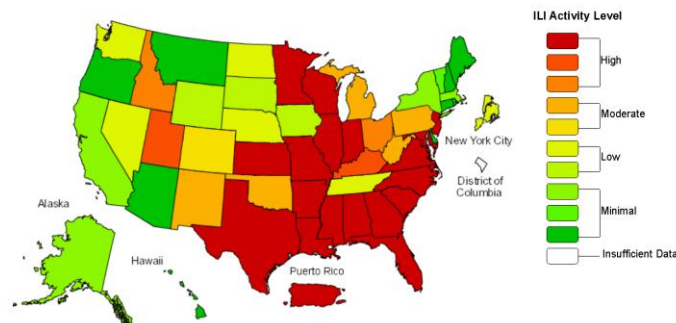 ILI Activity Level
High
Moderate
Low
Minimal
Insufficient Data
New York City
District of
Columbia
Alaska
Hawaii
Puerto Rico